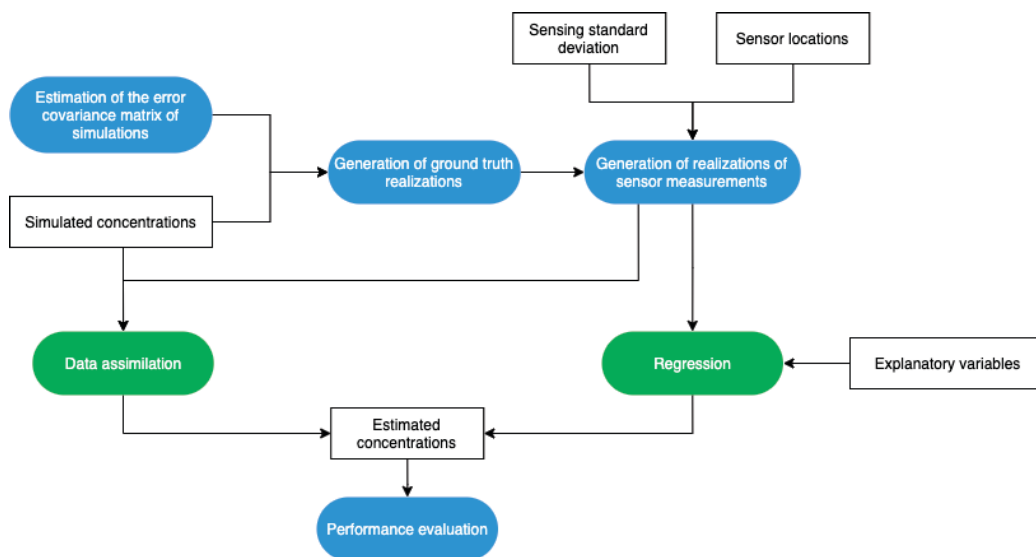 Sensing standard
deviation
Sensor locations
Estimation of the error
covariance matrix of
simulations
Generation of ground truth
realizations
Generation of realizations of
sensor measurements
Simulated concentrations
Data assimilation
Regression
Explanatory variables
Estimated
concentrations
Performance evaluation